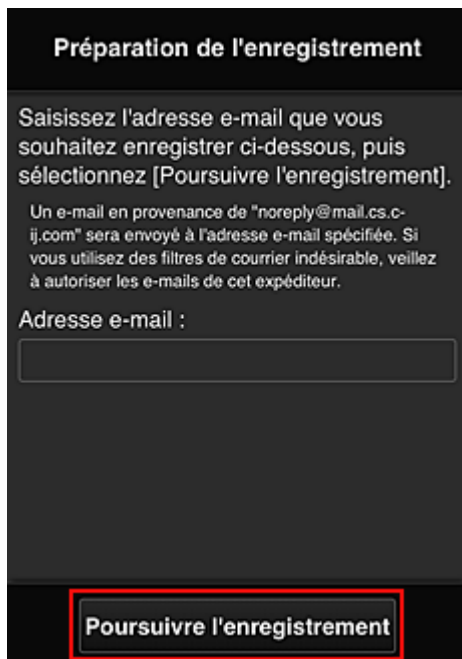 Préparation de l'enregistrement
Saisissez l'adresse e-mail que vous
souhaitez enregistrer ci-dessous, puis
sélectionnez [Poursuivre l'enregistrement].
Un e-mail en provenance de "noreply@mail.cs.c-
ij.com" sera envoyé à l'adresse e-mail spécifiée. Si
vous utilisez des filtres de courrier indésirable, veillez
à autoriser les e-mails de cet expéditeur.
Adresse e-mail :
Poursuivre l'enregistrement